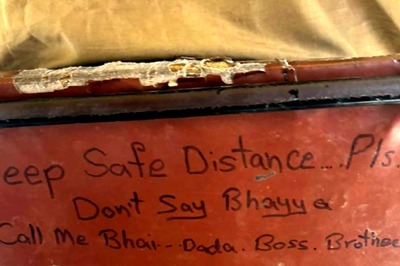 eep Safe Distance... Pls.
Don't Say Bhayya
Call Me Bhai... Dada. Boss. Brothe